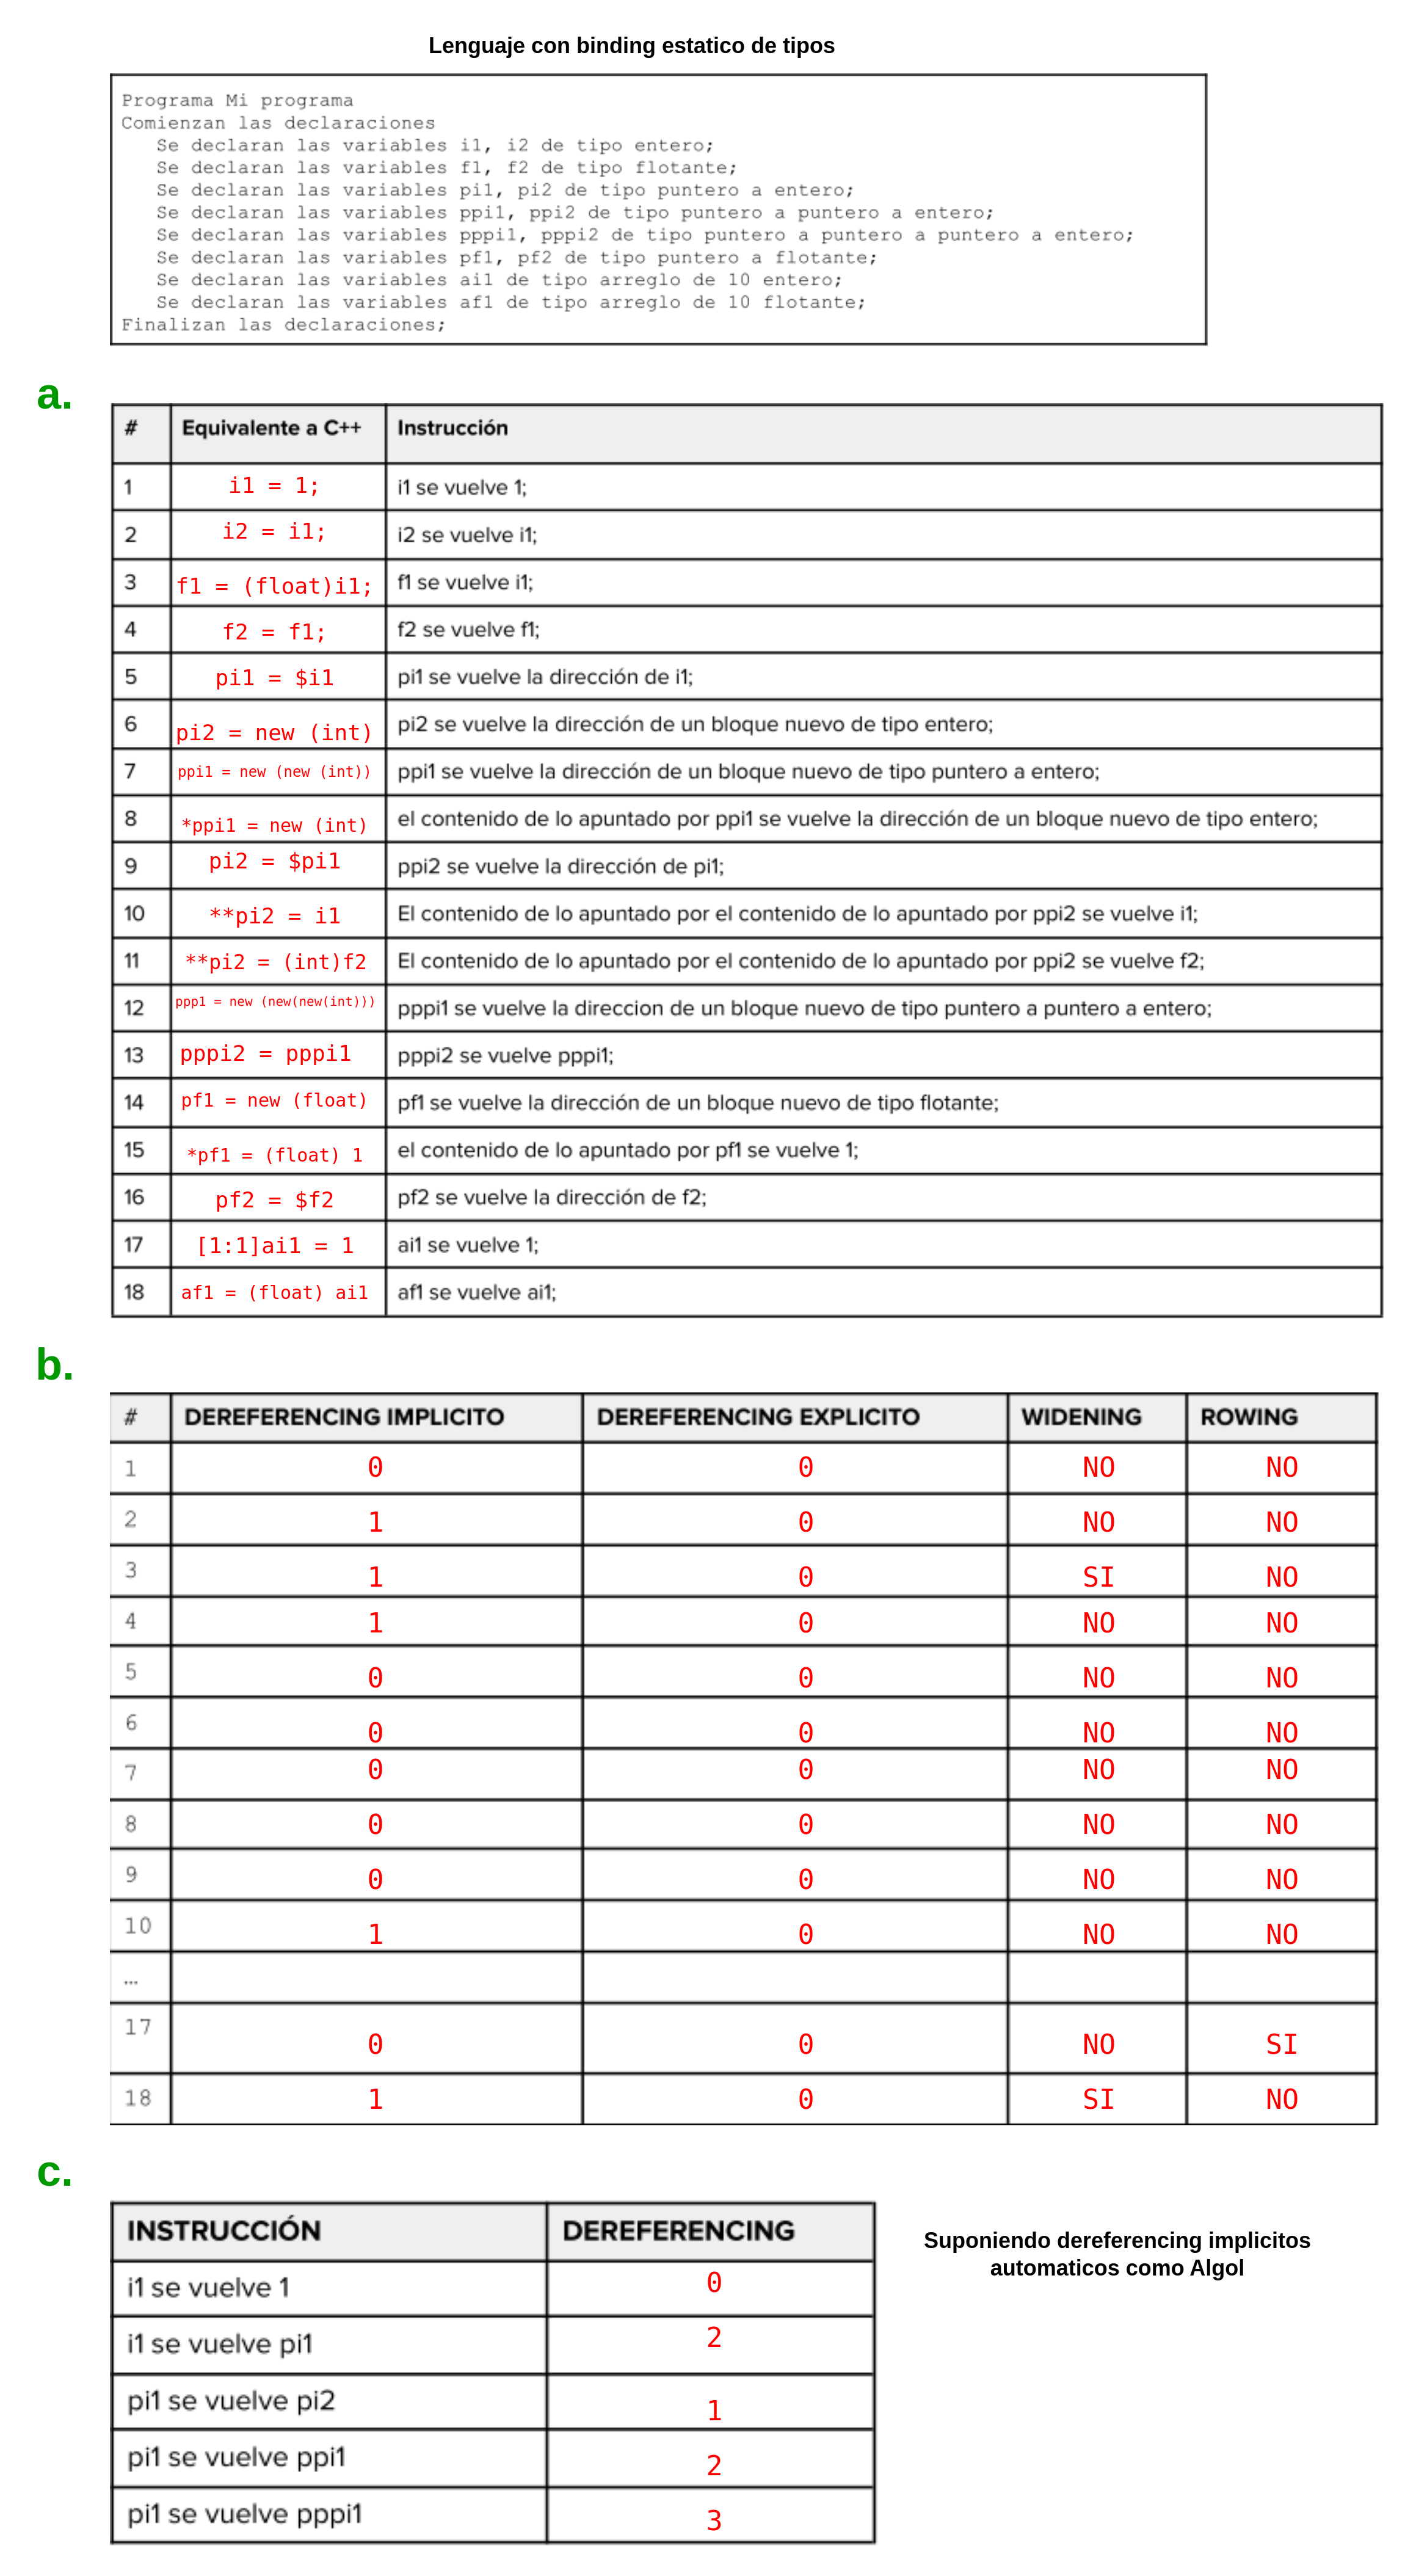 Lenguaje con binding estatico de tipos
Programa Mi programa
Comienzan las declaraciones
Se declaran las variables i1, i2 de tipo entero;
Se declaran las variables f1, f2 de tipo flotante;
Se declaran las variables pi1, pi2 de tipo puntero a entero;
Se declaran las variables ppi1, ppi2 de tipo puntero a puntero a entero;
Se declaran las variables pppi1, pppi2 de tipo puntero a puntero a puntero a entero;
Se declaran las variables pf1, pf2 de tipo puntero a flotante;
Se declaran las variables ai1 de tipo arreglo de 10 entero;
Se declaran las variables af1 de tipo arreglo de 10 flotante;
Finalizan las declaraciones;
a.
# Equivalente a C++ Instrucción
1 i1 = 1; i1 se vuelve 1;
2 i2 = i1; i2 se vuelve i1;
3 f1 = (float)i1; f1 se vuelve i1;
4 f2 = f1; f2 se vuelve f1;
5 pi1 = $i1 pi1 se vuelve la dirección de i1;
6 pi2 = new (int) pi2 se vuelve la dirección de un bloque nuevo de tipo entero;
7 ppi1 = new (new (int)) ppi1 se vuelve la dirección de un bloque nuevo de tipo puntero a entero;
8 *ppi1 = new (int) el contenido de lo apuntado por ppi1 se vuelve la dirección de un bloque nuevo de tipo entero;
9 pi2 = $pi1 ppi2 se vuelve la dirección de pi1;
10 **pi2 = i1 El contenido de lo apuntado por el contenido de lo apuntado por ppi2 se vuelve i1;
11 **pi2 = (int)f2 El contenido de lo apuntado por el contenido de lo apuntado por ppi2 se vuelve f2;
12 ppp1 = new (new(new(int))) pppi1 se vuelve la direccion de un bloque nuevo de tipo puntero a puntero a entero;
13 pppi2 = pppi1 pppi2 se vuelve pppi1;
14 pf1 = new (float) pf1 se vuelve la dirección de un bloque nuevo de tipo flotante;
15 *pf1 = (float) 1 el contenido de lo apuntado por pf1 se vuelve 1;
16 pf2 = $f2 pf2 se vuelve la dirección de f2;
17 [1:1]ai1 = 1 ai1 se vuelve 1;
18 af1 = (float) ai1 af1 se vuelve ai1;
b.
# DEREFERENCING IMPLICITO DEREFERENCING EXPLICITO WIDENING ROWING
1 0 0 NO NO
2 1 0 NO NO
3 1 0 SI NO
4 1 0 NO NO
5 0 0 NO NO
6 0 0 NO NO
7 0 0 NO NO
8 0 0 NO NO
9 0 0 NO NO
10 1 0 NO NO
...
17 0 0 NO SI
18 1 0 SI NO
c.
INSTRUCCIÓN DEREFERENCING
i1 se vuelve 1 0
i1 se vuelve pi1 2
pi1 se vuelve pi2 1
pi1 se vuelve ppi1 2
pi1 se vuelve pppi1 3
Suponiendo dereferencing implicitos
automaticos como Algol